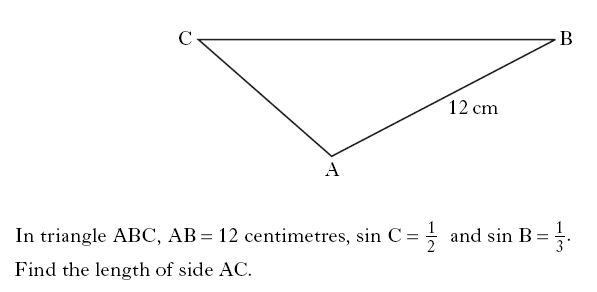 C B
12 cm
A
In triangle ABC, AB = 12 centimetres, sin C = 1/2 and sin B = 1/3.
Find the length of side AC.